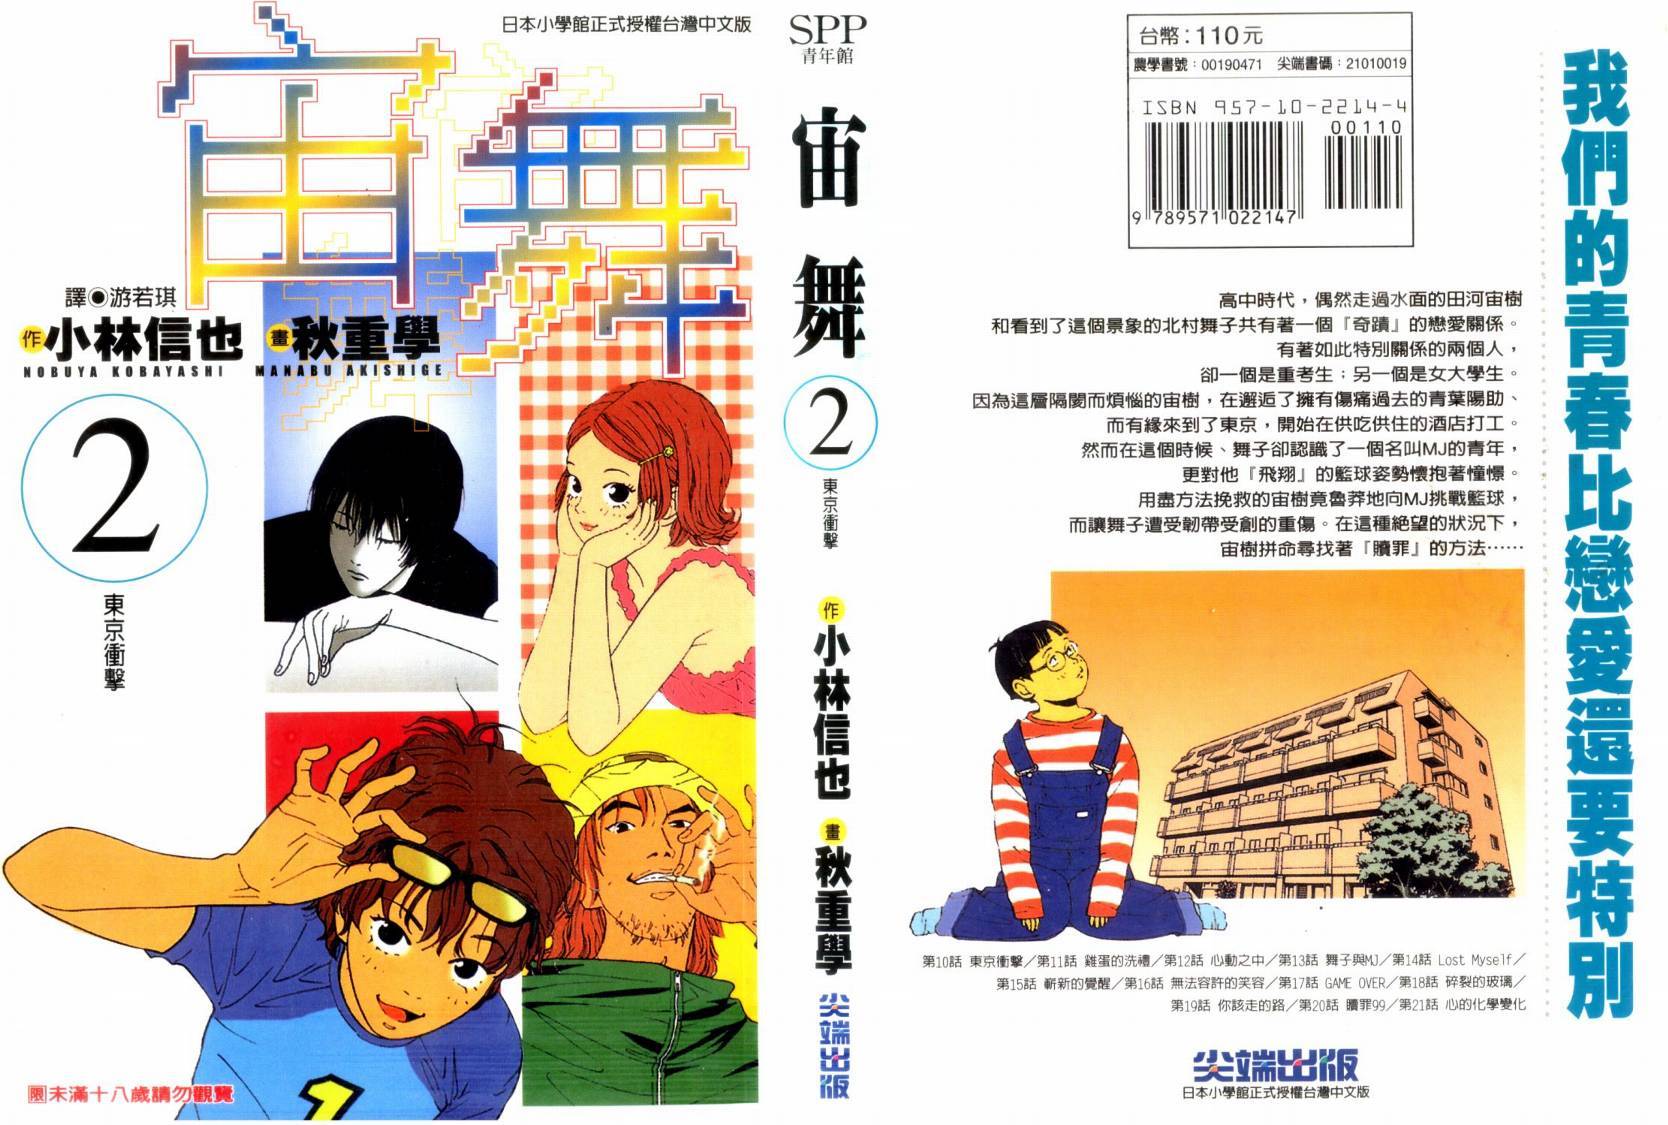 日本小學館正式授權台灣中文版
宙舞
譯◉游若琪
作 小林信也 畫 秋重學
NOBUYA KOBAYASHI MANABU AKISHIGE
2
東京衝擊
限未滿十八歲請勿觀覽
SPP
青年館
宙舞
2
東京衝擊
作 小林信也
畫 秋重學
尖端出版
台幣：110元
農學書號：00190471 尖端書碼：21010019
ISBN 957-10-2214-4
00110
9 789571 022147
我們的青春比戀愛還要特別
高中時代，偶然走過水面的田河宙樹
和看到了這個景象的北村舞子共有著一個『奇蹟』的戀愛關係。
有著如此特別關係的兩個人，
卻一個是重考生；另一個是女大學生。
因為這層隔閡而煩惱的宙樹，在邂逅了擁有傷痛過去的青葉陽助、
而有緣來到了東京，開始在供吃供住的酒店打工。
然而在這個時候、舞子卻認識了一個名叫MJ的青年，
更對他『飛翔』的籃球姿勢懷抱著憧憬。
用盡方法挽救的宙樹竟魯莽地向MJ挑戰籃球，
而讓舞子遭受韌帶受創的重傷。在這種絕望的狀況下，
宙樹拼命尋找著『贖罪』的方法……
第10話 東京衝擊／第11話 雞蛋的洗禮／第12話 心動之中／第13話 舞子與MJ／第14話 Lost Myself／
第15話 嶄新的覺醒／第16話 無法容許的笑容／第17話 GAME OVER／第18話 碎裂的玻璃／
第19話 你該走的路／第20話 贖罪99／第21話 心的化學變化
尖端出版
日本小學館正式授權台灣中文版